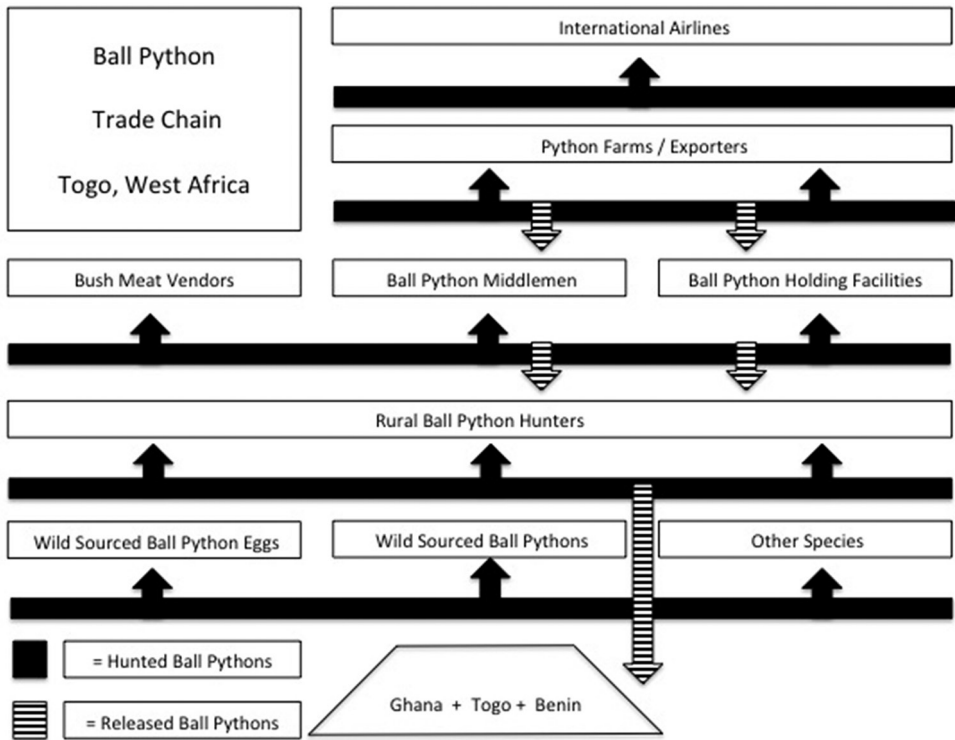 Ball Python
Trade Chain
Togo, West Africa
International Airlines
Python Farms / Exporters
Bush Meat Vendors
Ball Python Middlemen
Ball Python Holding Facilities
Rural Ball Python Hunters
Wild Sourced Ball Python Eggs
Wild Sourced Ball Pythons
Other Species
= Hunted Ball Pythons
= Released Ball Pythons
Ghana + Togo + Benin